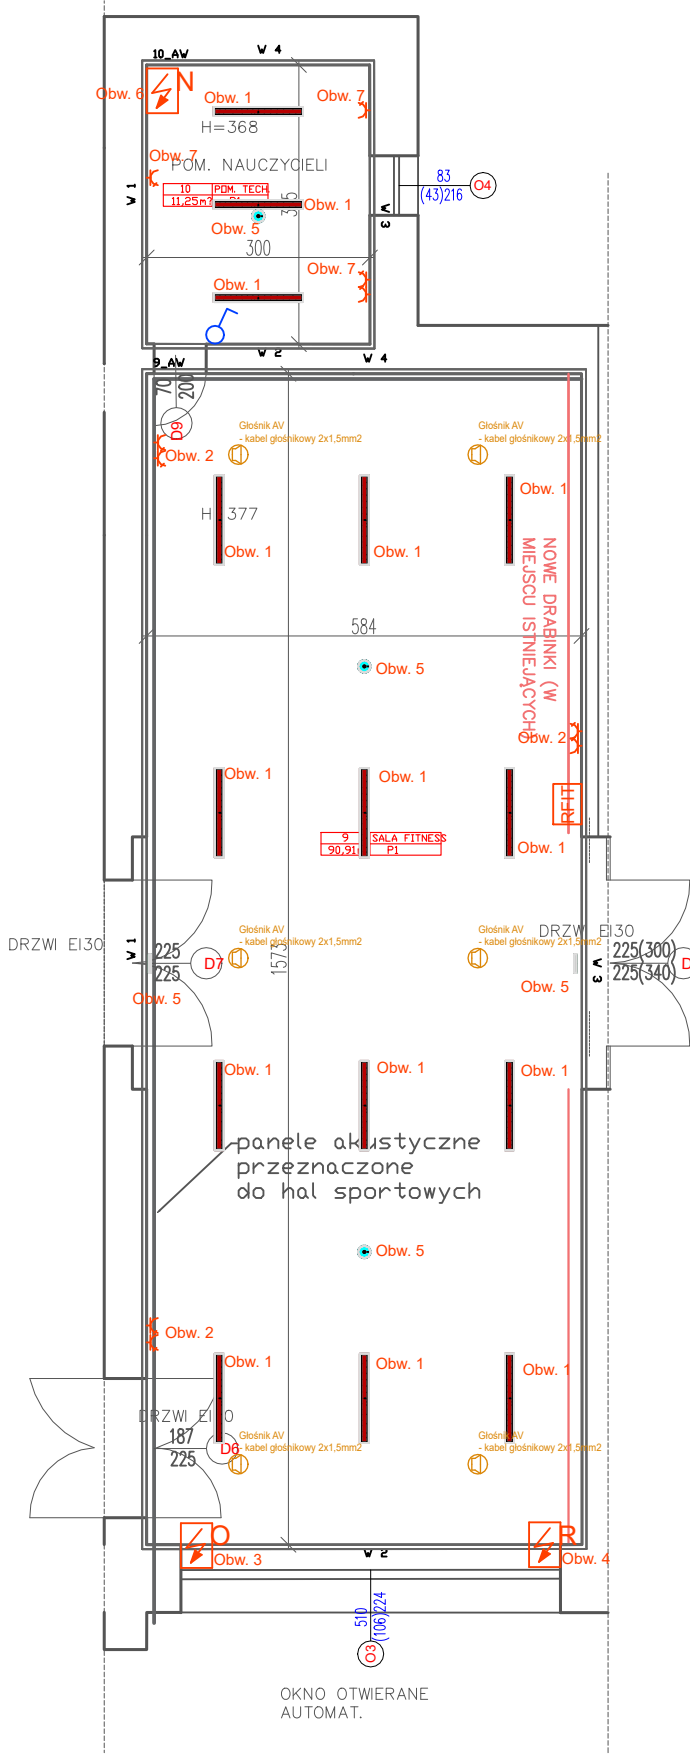 W 4
10_AW
N
Obw. 6
Obw. 1
Obw. 7
H=368
Obw. 7
POM. NAUCZYCIELI
W 1
10 POM. TECH.
11,25m²
Obw. 1
W 3
83
(43)216
O4
Obw. 5
300
Obw. 7
Obw. 1
W 2
W 4
9_AW
70
200
D9
Głośnik AV
- kabel głośnikowy 2x1,5mm2
Głośnik AV
- kabel głośnikowy 2x1,5mm2
Obw. 2
Obw. 1
H=377
Obw. 1
Obw. 1
NOWE DRABINKI (W
MIEJSCU ISTNIEJĄCYCH)
584
Obw. 5
Obw. 2
Obw. 1
Obw. 1
RFIT
9 SALA FITNESS
90,91 P1
Obw. 1
Głośnik AV
- kabel głośnikowy 2x1,5mm2
Głośnik AV
- kabel głośnikowy 2x1,5mm2
DRZWI EI30
DRZWI EI30
W 1
225
225
D7
1573
W 3
225(300)
225(340)
D
Obw. 5
Obw. 5
Obw. 1
Obw. 1
Obw. 1
panele akustyczne
przeznaczone
do hal sportowych
Obw. 5
Obw. 2
Obw. 1
Obw. 1
Obw. 1
DRZWI EI30
187
225
D6
Głośnik AV
- kabel głośnikowy 2x1,5mm2
Głośnik AV
- kabel głośnikowy 2x1,5mm2
O
R
Obw. 3
W 2
Obw. 4
510
(106)224
O3
OKNO OTWIERANE
AUTOMAT.